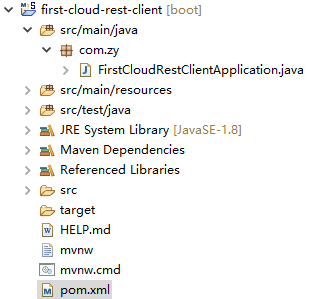 first-cloud-rest-client [boot]
src/main/java
com.zy
FirstCloudRestClientApplication.java
src/main/resources
src/test/java
JRE System Library [JavaSE-1.8]
Maven Dependencies
Referenced Libraries
src
target
HELP.md
mvnw
mvnw.cmd
pom.xml